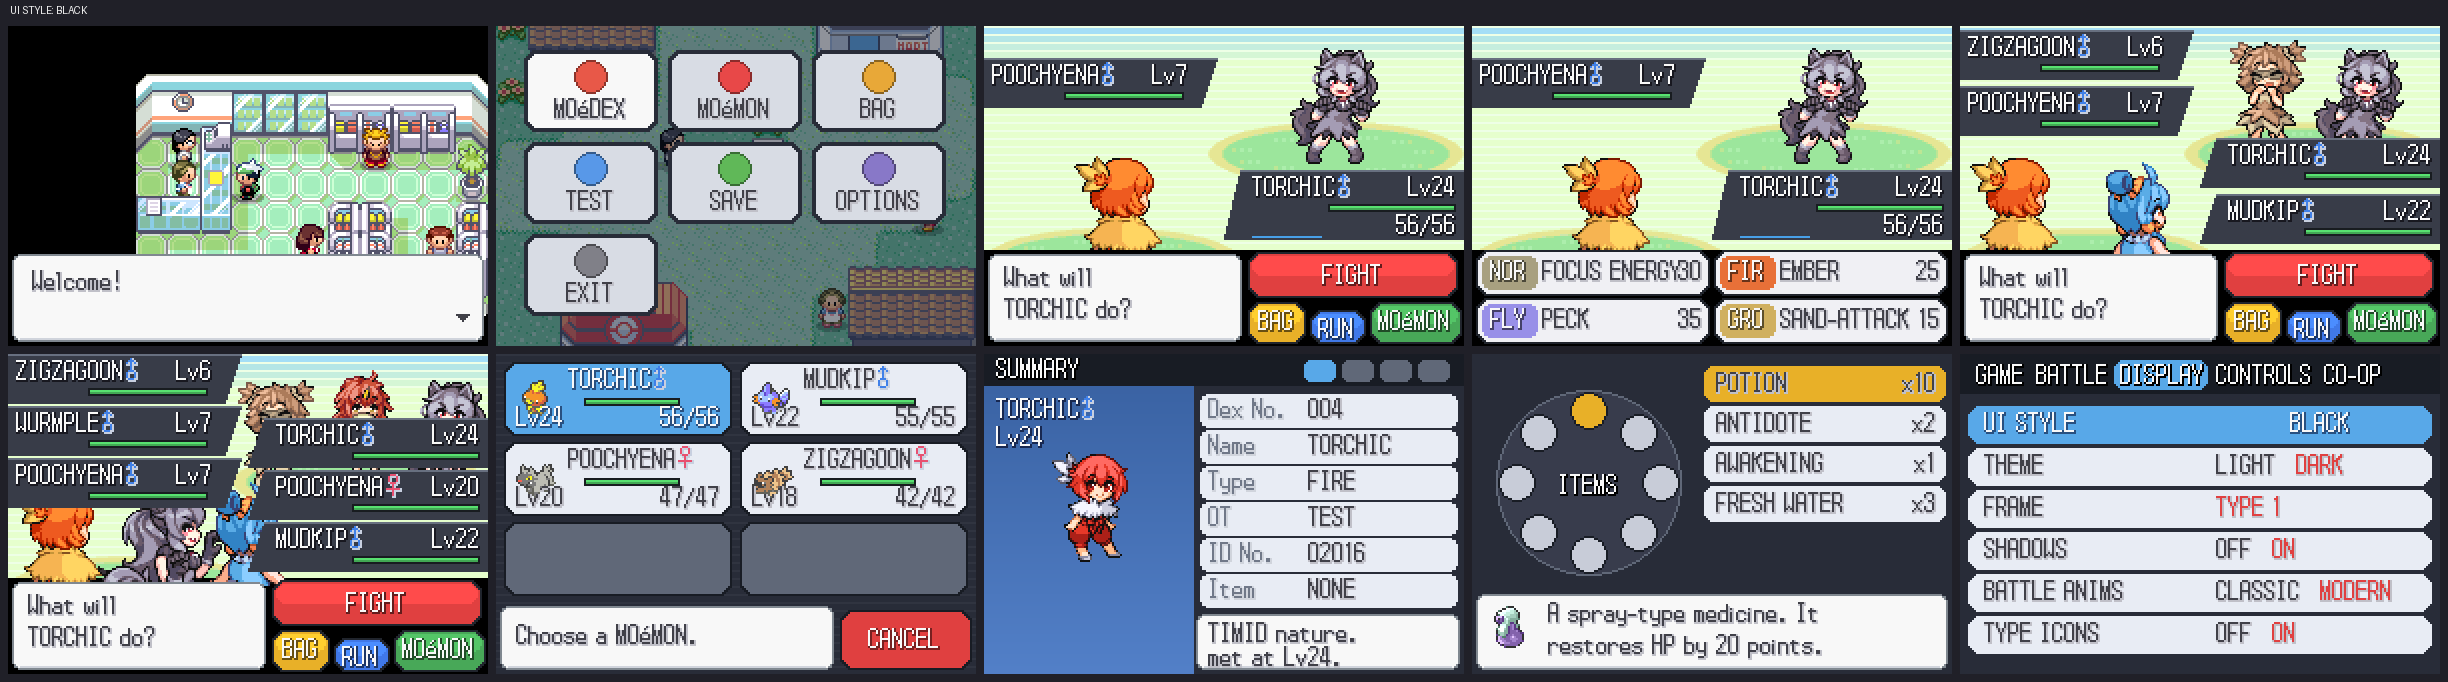 UI STYLE: BLACK
Welcome!
MART
MOéDEX
MOéMON
BAG
TEST
SAVE
OPTIONS
EXIT
POOCHYENA♂ Lv7
TORCHIC♂ Lv24
56/56
What will
TORCHIC do?
FIGHT
BAG
RUN
MOéMON
POOCHYENA♂ Lv7
TORCHIC♂ Lv24
56/56
NOR FOCUS ENERGY30
FIR EMBER 25
FLY PECK 35
GRO SAND-ATTACK 15
ZIGZAGOON♂ Lv6
POOCHYENA♂ Lv7
TORCHIC♂ Lv24
MUDKIP♂ Lv22
What will
TORCHIC do?
FIGHT
BAG
RUN
MOéMON
ZIGZAGOON♂ Lv6
WURMPLE♂ Lv7
POOCHYENA♂ Lv7
TORCHIC♂ Lv24
POOCHYENA♀ Lv20
MUDKIP♂ Lv22
What will
TORCHIC do?
FIGHT
BAG
RUN
MOéMON
TORCHIC♂
Lv24 56/56
MUDKIP♂
Lv22 55/55
POOCHYENA♀
Lv20 47/47
ZIGZAGOON♀
Lv18 42/42
Choose a MOéMON.
CANCEL
SUMMARY
TORCHIC♂
Lv24
Dex No. 004
Name TORCHIC
Type FIRE
OT TEST
ID No. 02016
Item NONE
TIMID nature.
met at Lv24.
ITEMS
POTION x10
ANTIDOTE x2
AWAKENING x1
FRESH WATER x3
A spray-type medicine. It
restores HP by 20 points.
GAME BATTLE DISPLAY CONTROLS CO-OP
UI STYLE BLACK
THEME LIGHT DARK
FRAME TYPE 1
SHADOWS OFF ON
BATTLE ANIMS CLASSIC MODERN
TYPE ICONS OFF ON